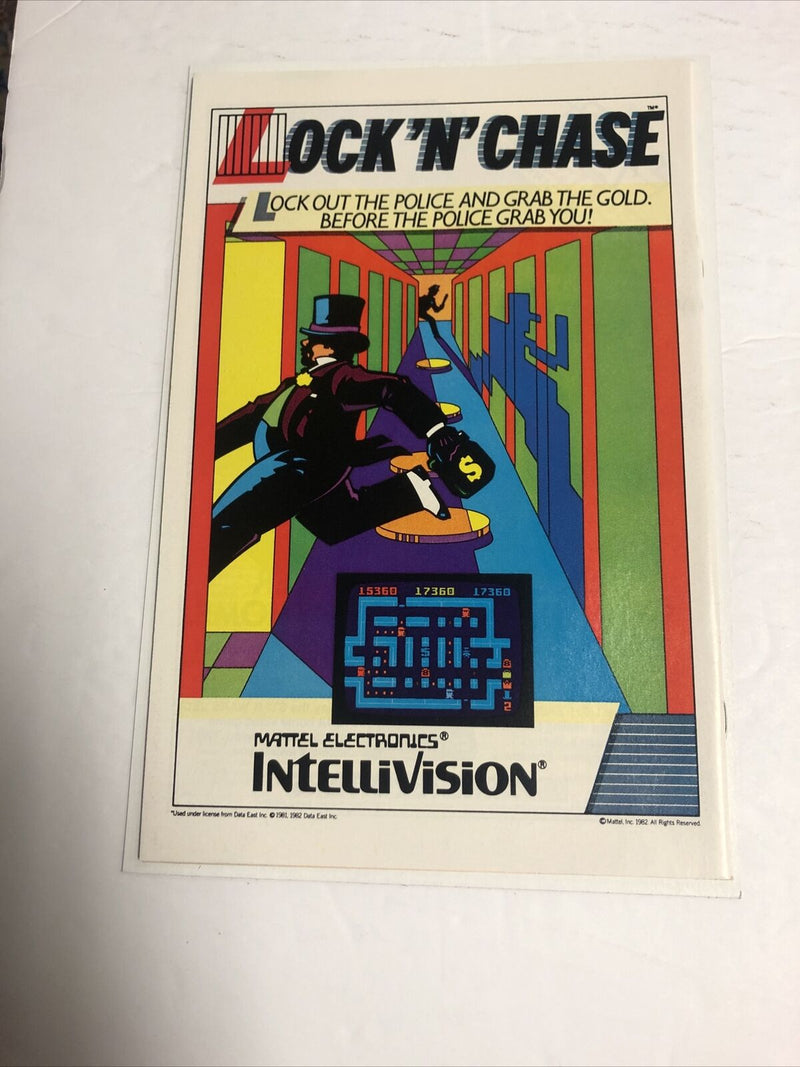 LOCK 'N' CHASE™*
LOCK OUT THE POLICE AND GRAB THE GOLD.
BEFORE THE POLICE GRAB YOU!
$
15360 17360 17360
2
MATTEL ELECTRONICS®
INTELLIVISION®
*Used under license from Data East Inc. © 1981, 1982 Data East Inc.
© Mattel, Inc. 1982. All Rights Reserved.